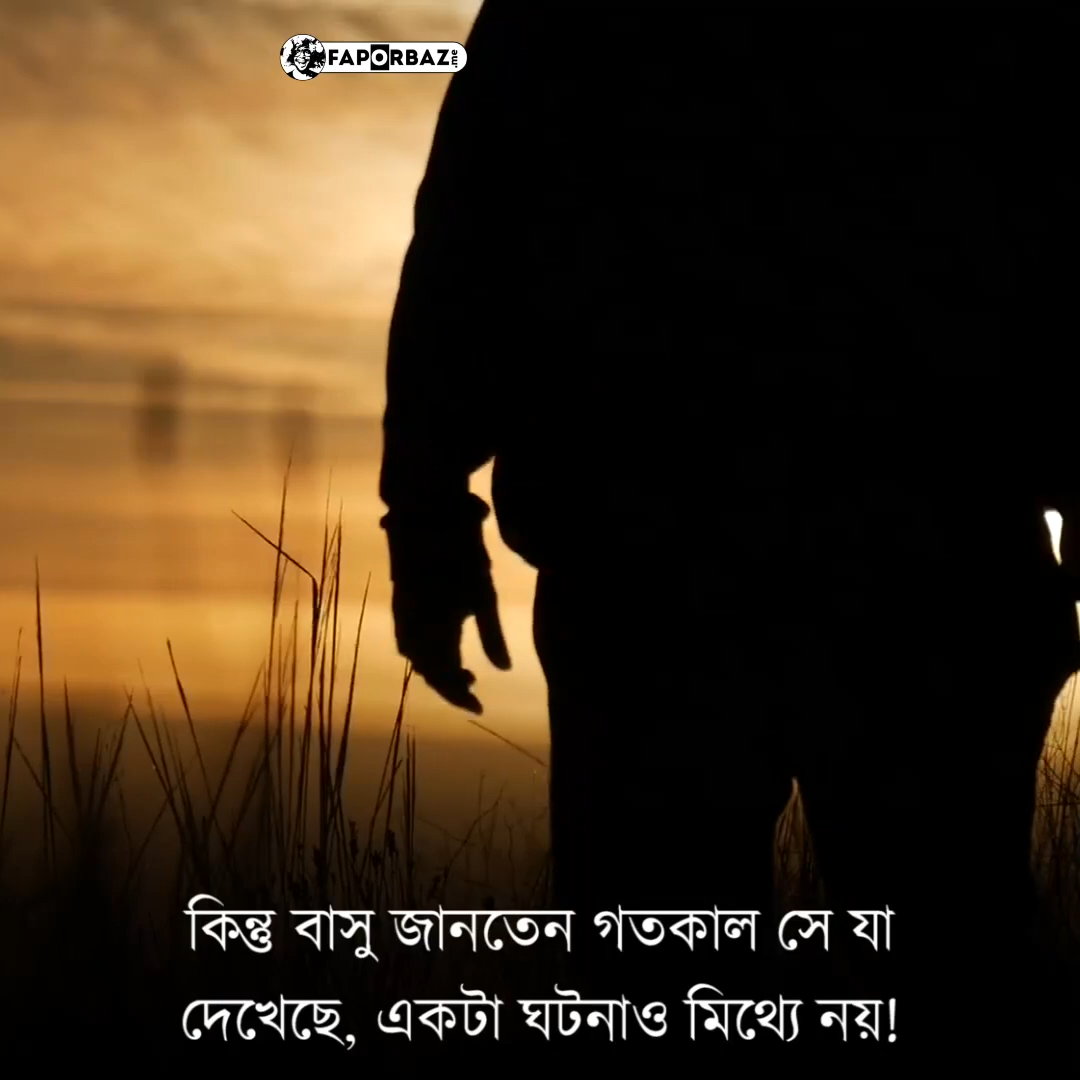 FAPORBAZ.me
কিন্তু বাসু জানতেন গতকাল সে যা
দেখেছে, একটা ঘটনাও মিথ্যে নয়!